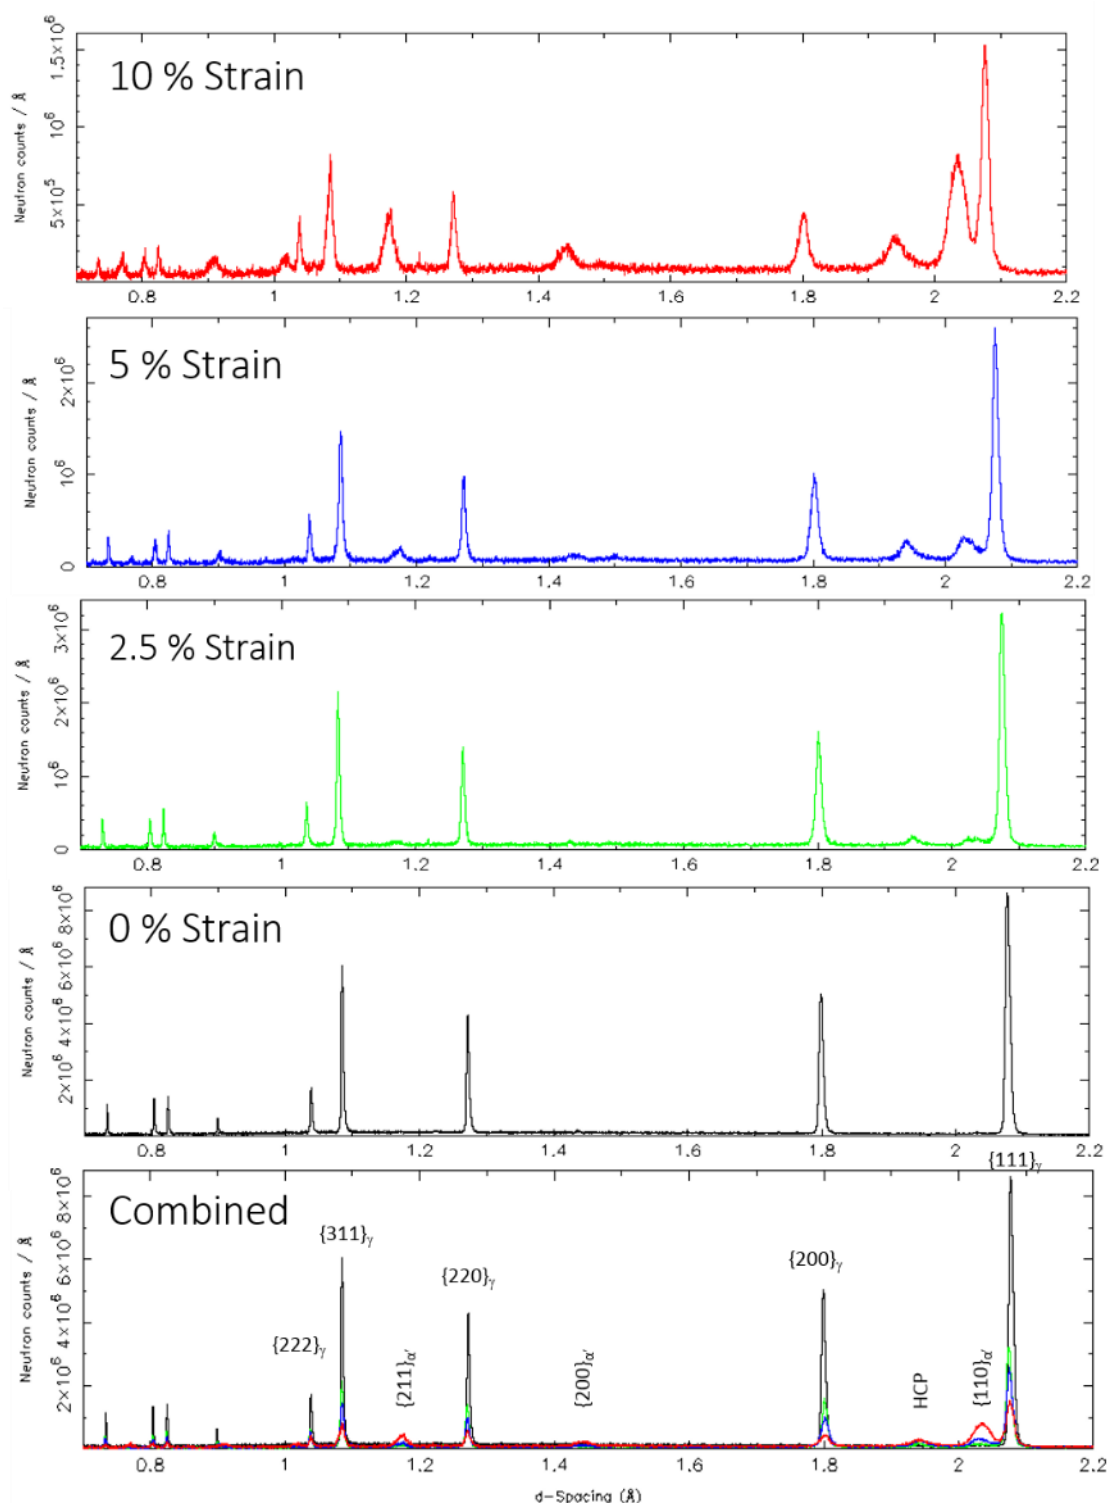 10 % Strain
Neutron counts / Å
1.5×10⁶
10⁶
5×10⁵
0.8 1 1.2 1.4 1.6 1.8 2 2.2
5 % Strain
Neutron counts / Å
2×10⁶
10⁶
0
0.8 1 1.2 1.4 1.6 1.8 2 2.2
2.5 % Strain
Neutron counts / Å
3×10⁶
2×10⁶
10⁶
0
0.8 1 1.2 1.4 1.6 1.8 2 2.2
0 % Strain
Neutron counts / Å
8×10⁶
6×10⁶
4×10⁶
2×10⁶
0.8 1 1.2 1.4 1.6 1.8 2 2.2
Combined
Neutron counts / Å
8×10⁶
6×10⁶
4×10⁶
2×10⁶
{222}γ
{311}γ
{211}α′
{220}γ
{200}α′
{200}γ
HCP
{110}α′
{111}γ
0.8 1 1.2 1.4 1.6 1.8 2 2.2
d-Spacing (Å)